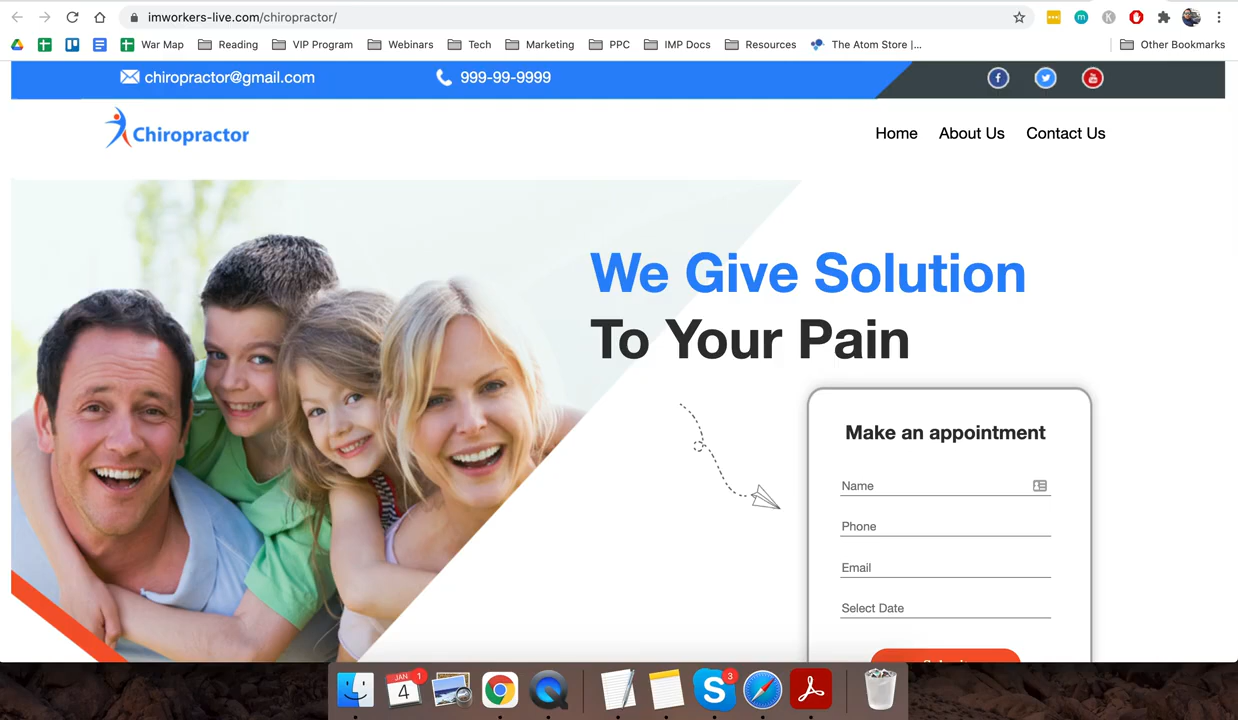 imworkers-live.com/chiropractor/
War Map
Reading
VIP Program
Webinars
Tech
Marketing
PPC
IMP Docs
Resources
The Atom Store |...
Other Bookmarks
chiropractor@gmail.com
999-99-9999
Chiropractor
Home
About Us
Contact Us
We Give Solution
To Your Pain
Make an appointment
Name
Phone
Email
Select Date
JAN
4
1
3